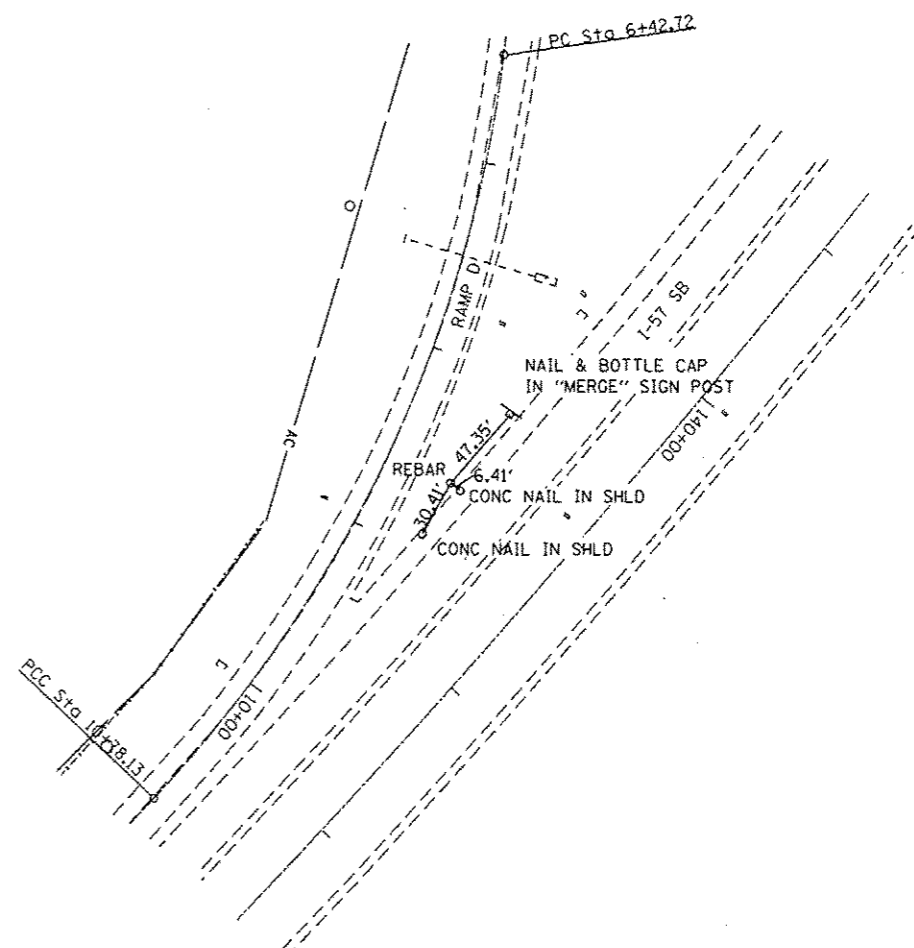 PC Sta 6+42.72
RAMP D
I-57 SB
NAIL & BOTTLE CAP
IN "MERGE" SIGN POST
1140+00
AC
47.35'
REBAR
6.41'
CONC NAIL IN SHLD
30.41'
CONC NAIL IN SHLD
PCC Sta 10+78.13
10+00